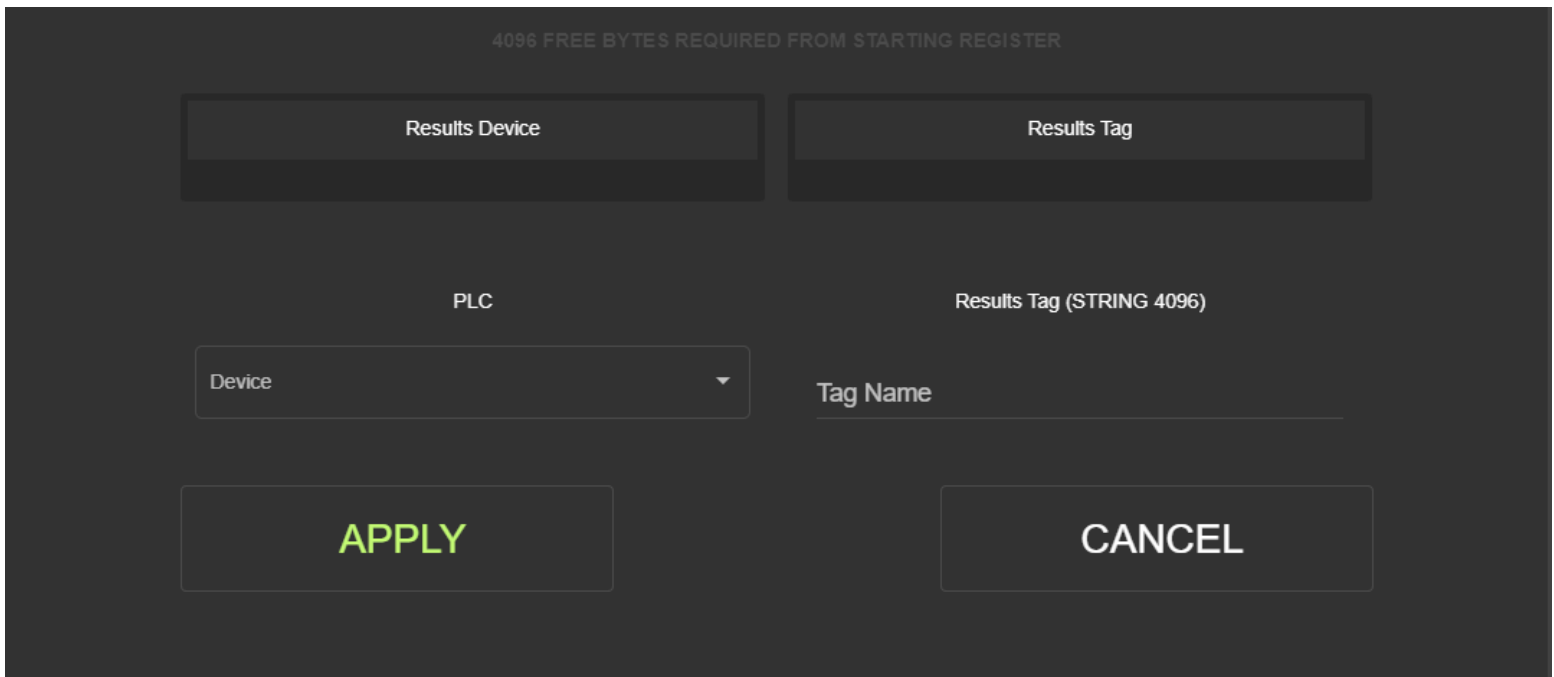 4096 FREE BYTES REQUIRED FROM STARTING REGISTER
Results Device
Results Tag
PLC
Results Tag (STRING 4096)
Device
Tag Name
APPLY
CANCEL